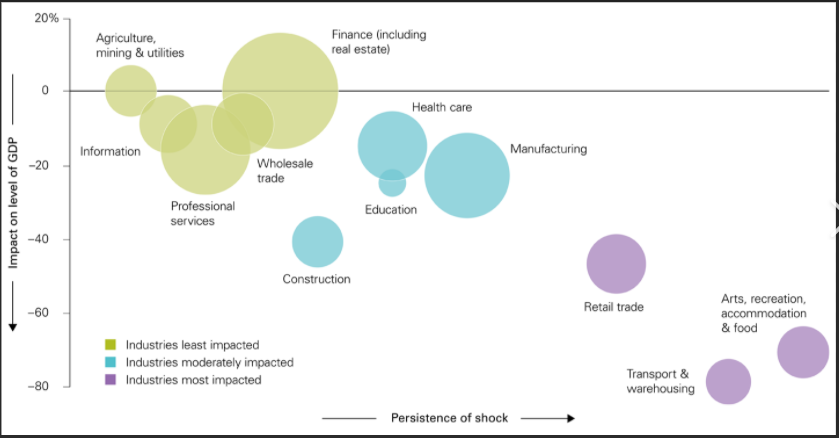 20%
Agriculture,
mining & utilities
Finance (including
real estate)
0
Health care
Information
Wholesale
trade
Manufacturing
−20
Professional
services
Education
−40
Construction
Retail trade
Impact on level of GDP
−60
Arts, recreation,
accommodation
& food
Industries least impacted
Industries moderately impacted
Industries most impacted
Transport &
warehousing
−80
Persistence of shock